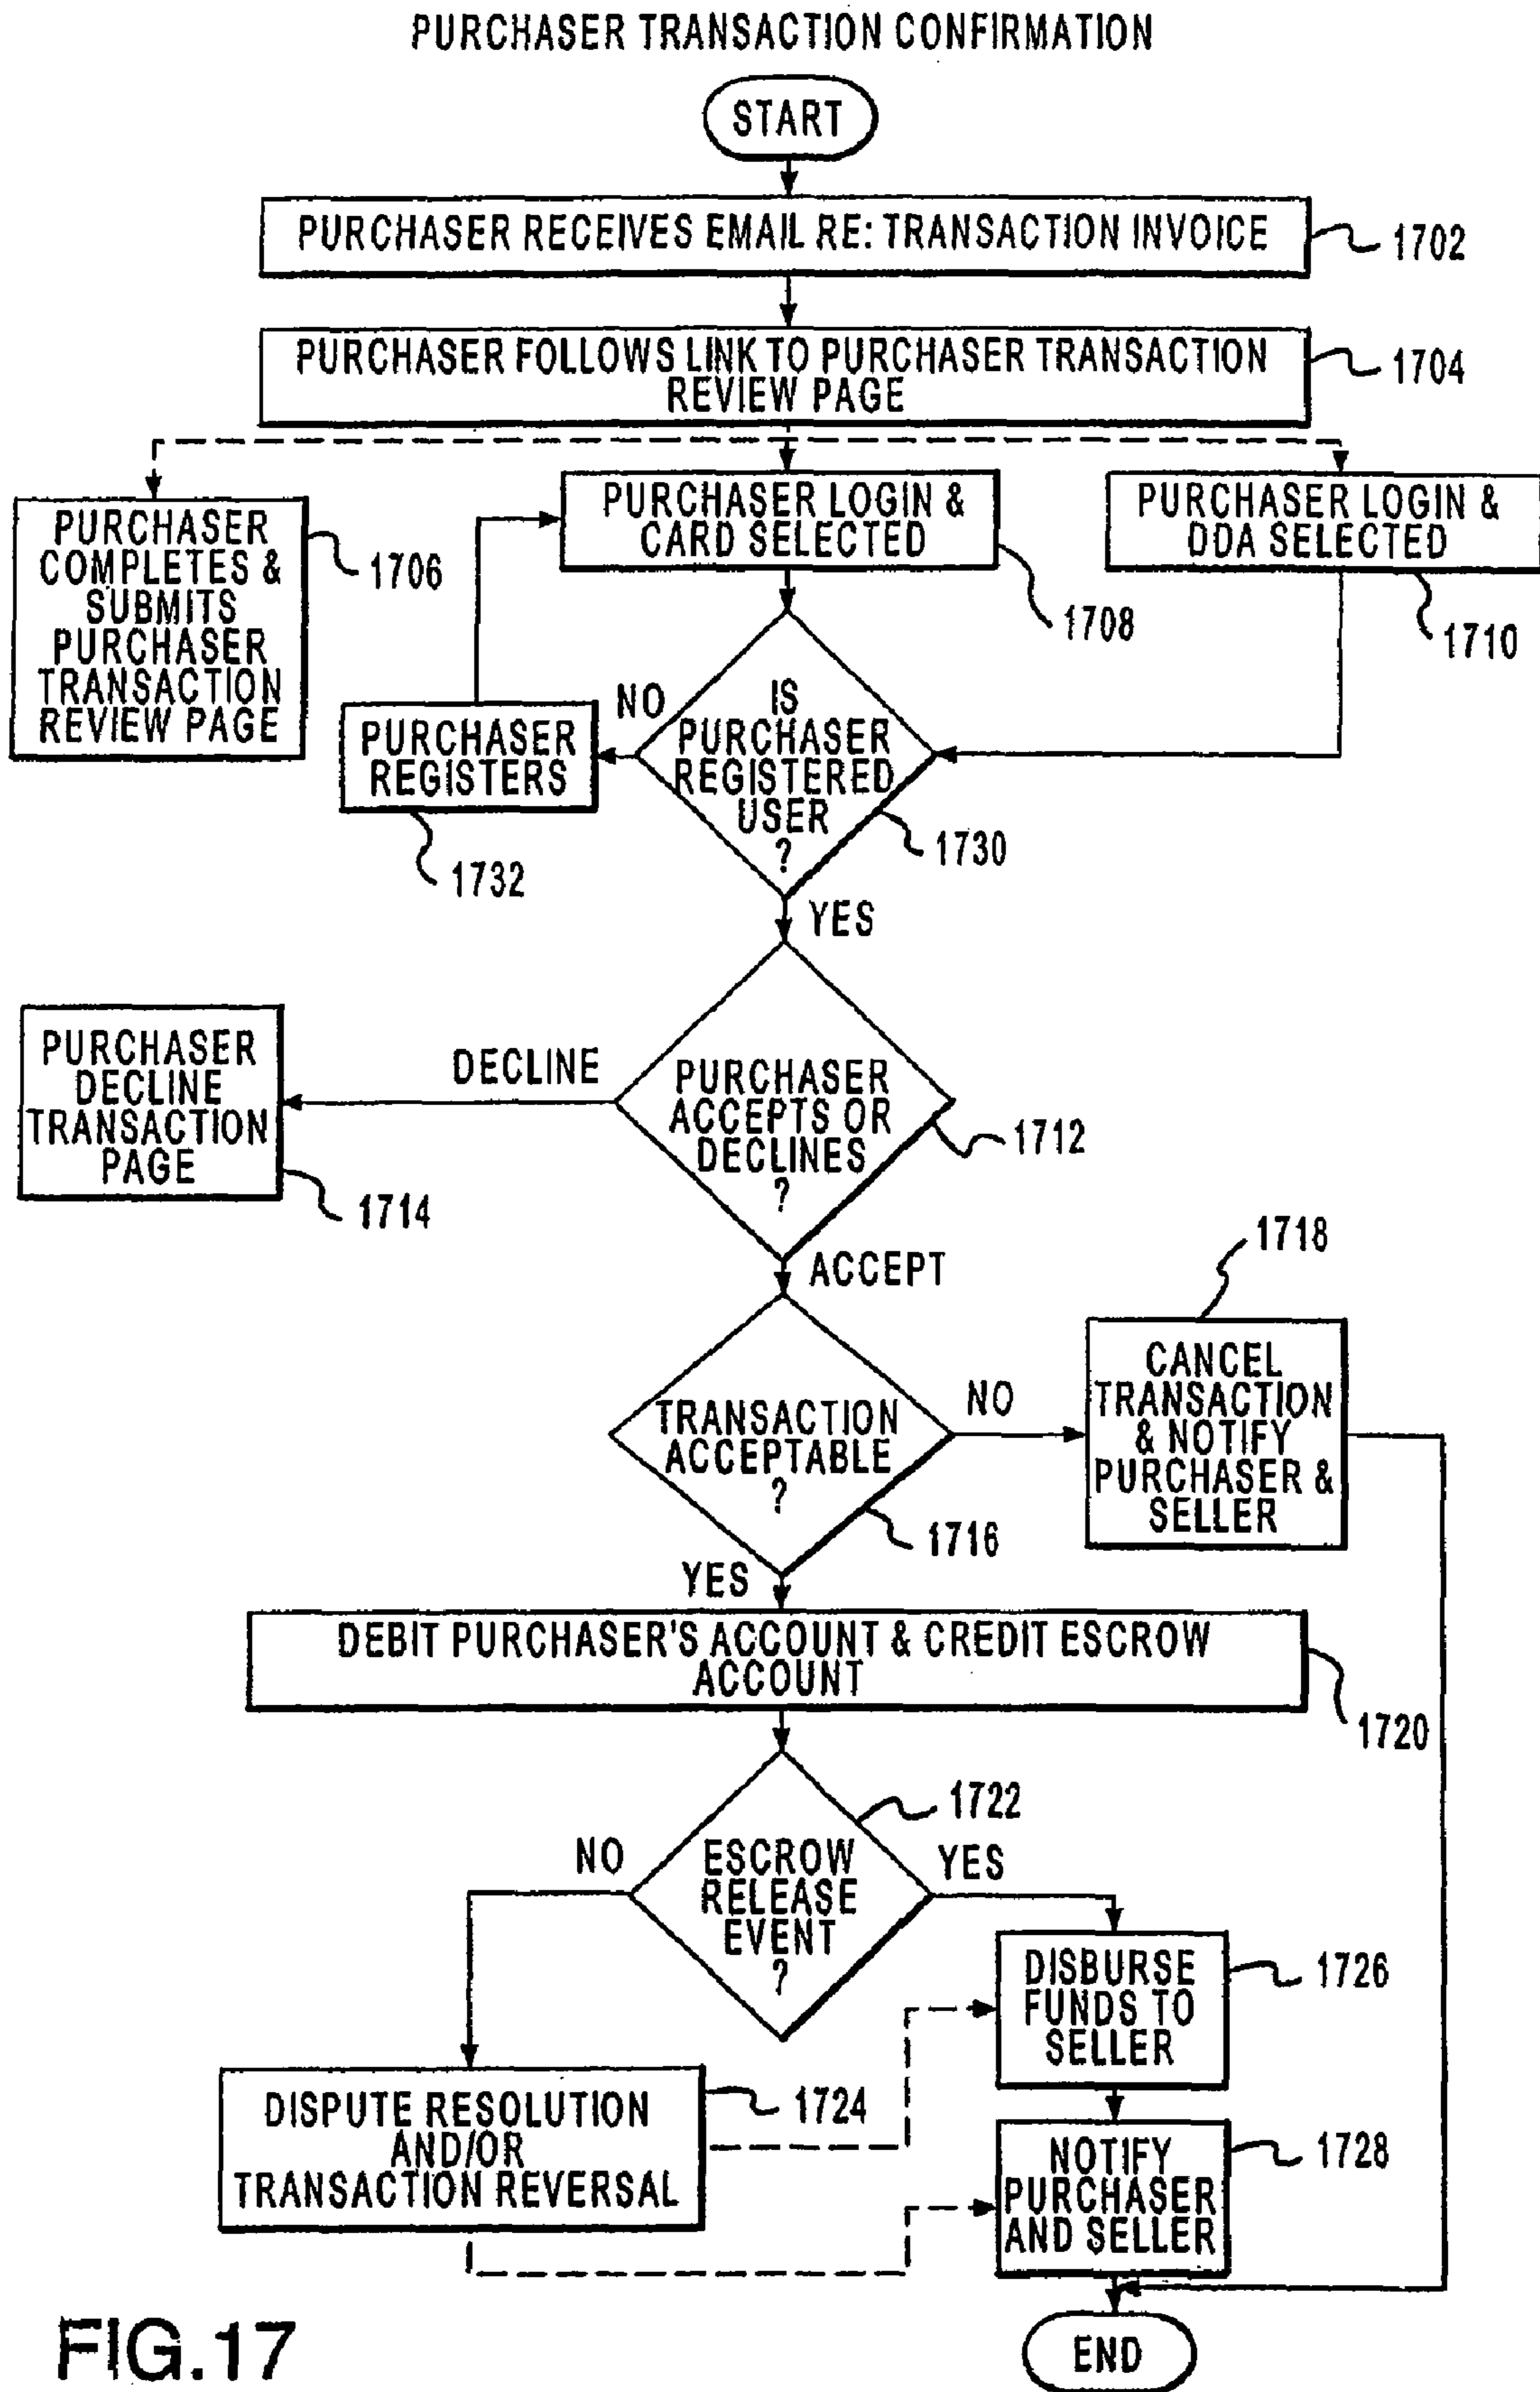 PURCHASER TRANSACTION CONFIRMATION
START
PURCHASER RECEIVES EMAIL RE: TRANSACTION INVOICE
1702
PURCHASER FOLLOWS LINK TO PURCHASER TRANSACTION
REVIEW PAGE
1704
PURCHASER
COMPLETES &
SUBMITS
PURCHASER
TRANSACTION
REVIEW PAGE
1706
PURCHASER LOGIN &
CARD SELECTED
1708
PURCHASER LOGIN &
DDA SELECTED
1710
IS
PURCHASER
REGISTERED
USER
?
1730
NO
PURCHASER
REGISTERS
1732
YES
PURCHASER
ACCEPTS OR
DECLINES
?
1712
DECLINE
PURCHASER
DECLINE
TRANSACTION
PAGE
1714
ACCEPT
TRANSACTION
ACCEPTABLE
?
1716
NO
1718
CANCEL
TRANSACTION
& NOTIFY
PURCHASER &
SELLER
YES
DEBIT PURCHASER'S ACCOUNT & CREDIT ESCROW
ACCOUNT
1720
1722
ESCROW
RELEASE
EVENT
?
NO
YES
DISBURSE
FUNDS TO
SELLER
1726
DISPUTE RESOLUTION
AND/OR
TRANSACTION REVERSAL
1724
NOTIFY
PURCHASER
AND SELLER
1728
END
FIG.17